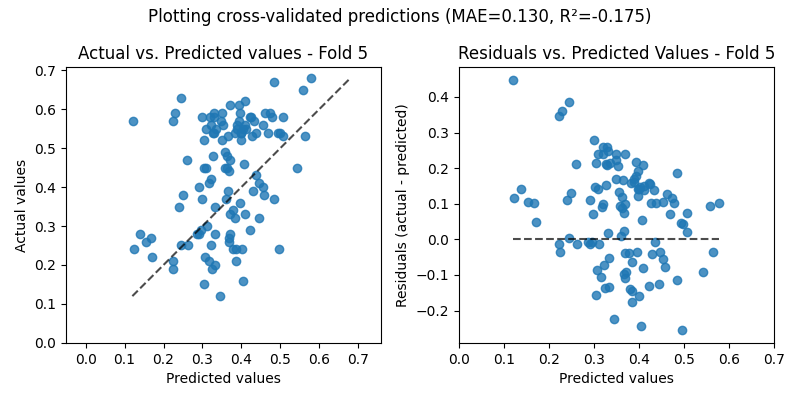 Plotting cross-validated predictions (MAE=0.130, R²=-0.175)
Actual vs. Predicted values - Fold 5
Actual values
0.7
0.6
0.5
0.4
0.3
0.2
0.1
0.0
0.0 0.1 0.2 0.3 0.4 0.5 0.6 0.7
Predicted values
Residuals vs. Predicted Values - Fold 5
Residuals (actual - predicted)
0.4
0.3
0.2
0.1
0.0
−0.1
−0.2
0.0 0.1 0.2 0.3 0.4 0.5 0.6 0.7
Predicted values